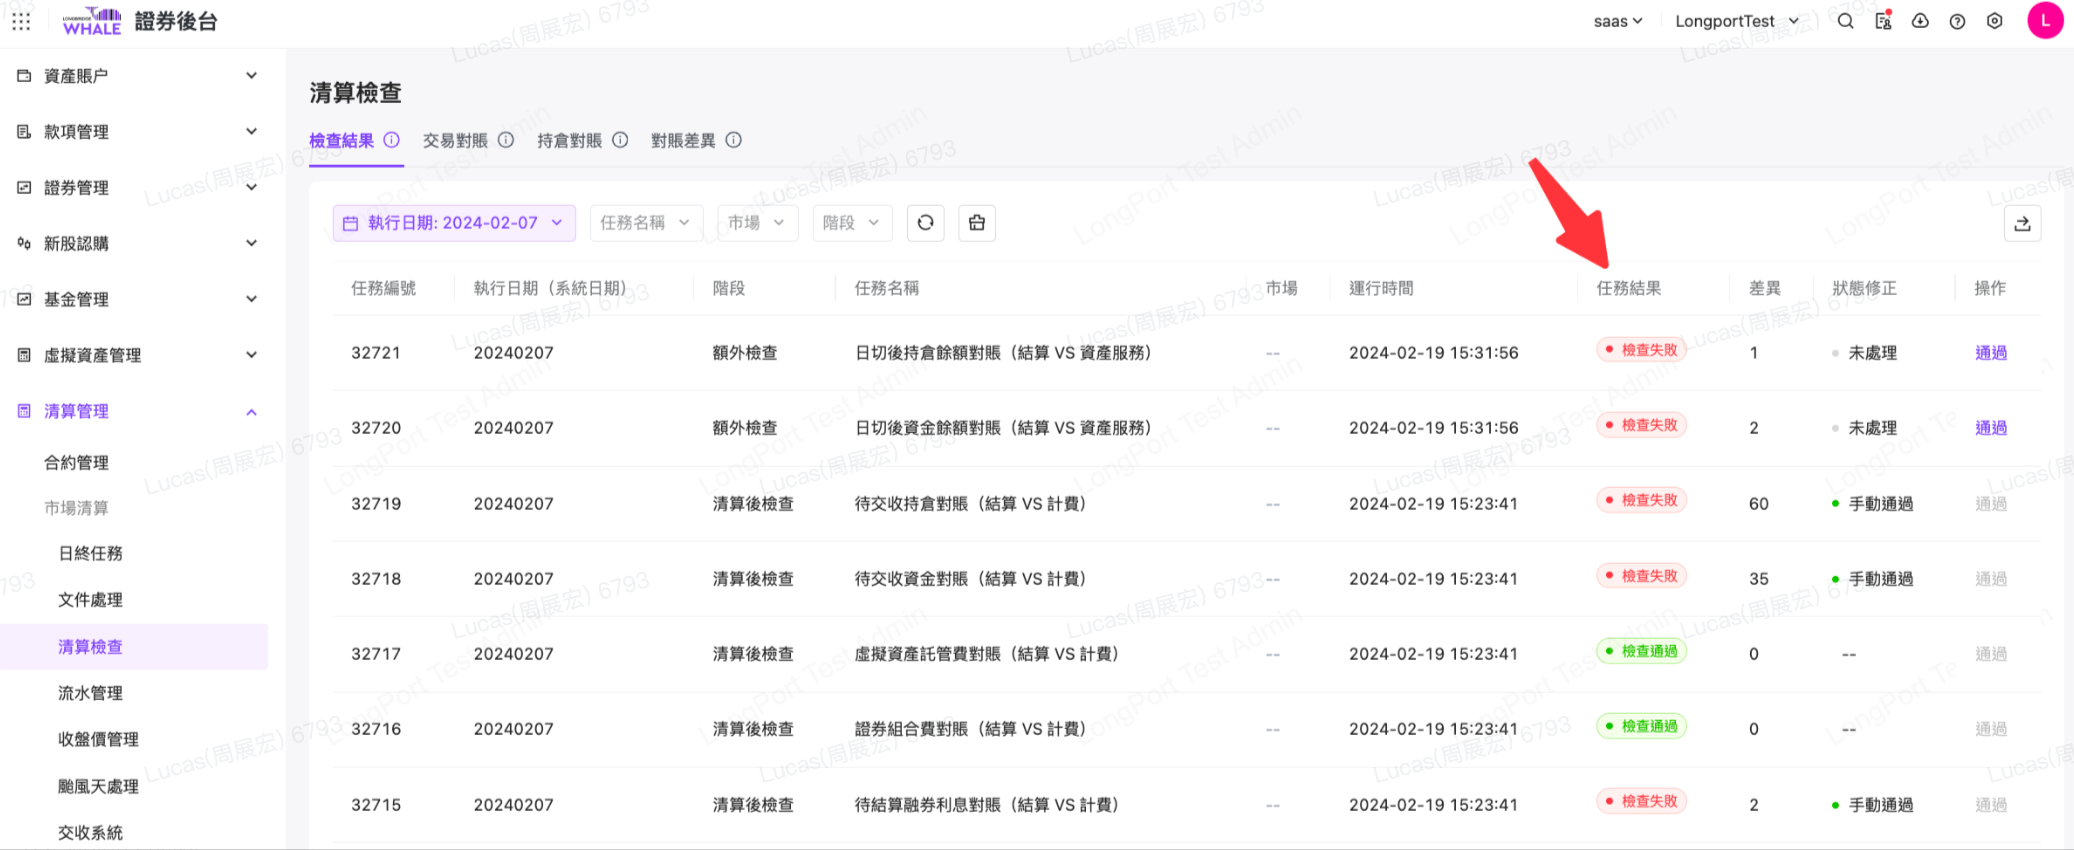 LONGBRIDGE
WHALE 證券後台 saas LongportTest L
資產賬户
款項管理
證券管理
新股認購
基金管理
虛擬資產管理
清算管理
合約管理
市場清算
日終任務
文件處理
清算檢查
流水管理
收盤價管理
颱風天處理
交收系統
清算檢查
檢查結果 交易對賬 持倉對賬 對賬差異
執行日期: 2024-02-07 任務名稱 市場 階段
任務編號 執行日期（系統日期） 階段 任務名稱 市場 運行時間 任務結果 差異 狀態修正 操作
32721 20240207 額外檢查 日切後持倉餘額對賬（結算 VS 資產服務） -- 2024-02-19 15:31:56 檢查失敗 1 未處理 通過
32720 20240207 額外檢查 日切後資金餘額對賬（結算 VS 資產服務） -- 2024-02-19 15:31:56 檢查失敗 2 未處理 通過
32719 20240207 清算後檢查 待交收持倉對賬（結算 VS 計費） -- 2024-02-19 15:23:41 檢查失敗 60 手動通過 通過
32718 20240207 清算後檢查 待交收資金對賬（結算 VS 計費） -- 2024-02-19 15:23:41 檢查失敗 35 手動通過 通過
32717 20240207 清算後檢查 虛擬資產託管費對賬（結算 VS 計費） -- 2024-02-19 15:23:41 檢查通過 0 -- 通過
32716 20240207 清算後檢查 證券組合費對賬（結算 VS 計費） -- 2024-02-19 15:23:41 檢查通過 0 -- 通過
32715 20240207 清算後檢查 待結算融券利息對賬（結算 VS 計費） -- 2024-02-19 15:23:41 檢查失敗 2 手動通過 通過
Lucas(周展宏) 6793
LongPort Test Admin